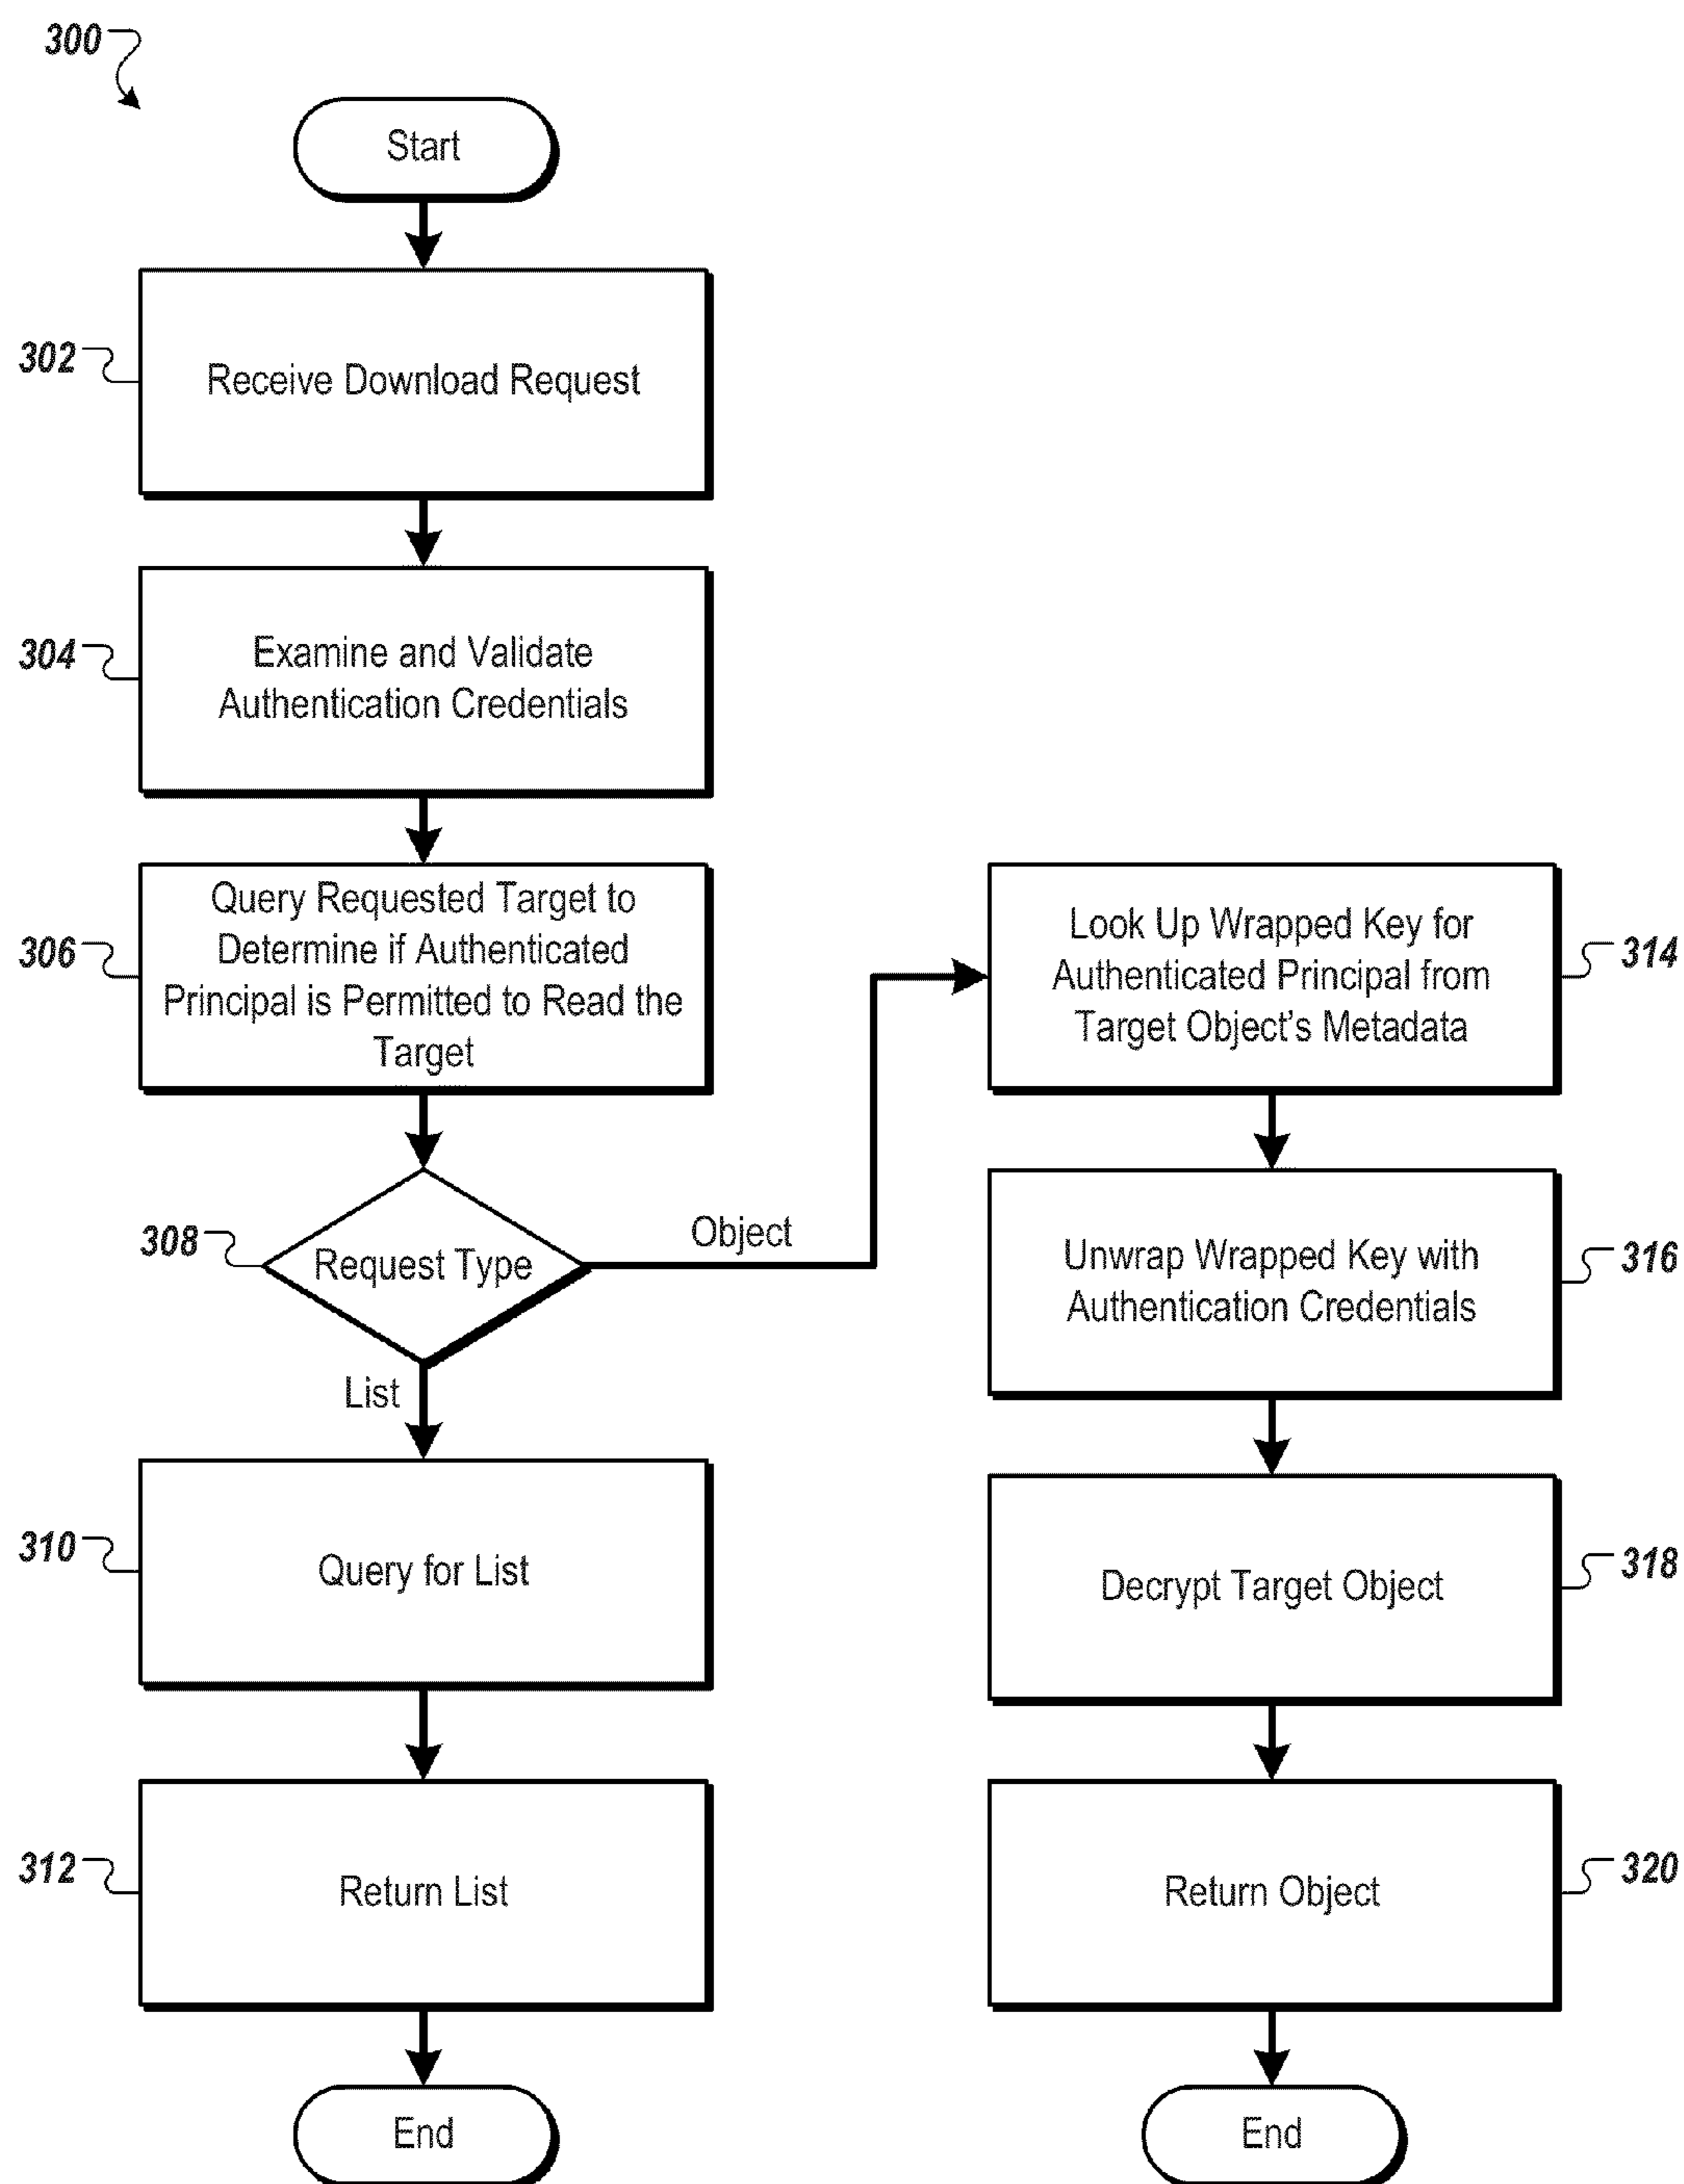 300
Start
302
Receive Download Request
304
Examine and Validate
Authentication Credentials
306
Query Requested Target to
Determine if Authenticated
Principal is Permitted to Read the
Target
308
Request Type
Object
List
310
Query for List
312
Return List
End
314
Look Up Wrapped Key for
Authenticated Principal from
Target Object's Metadata
316
Unwrap Wrapped Key with
Authentication Credentials
318
Decrypt Target Object
320
Return Object
End